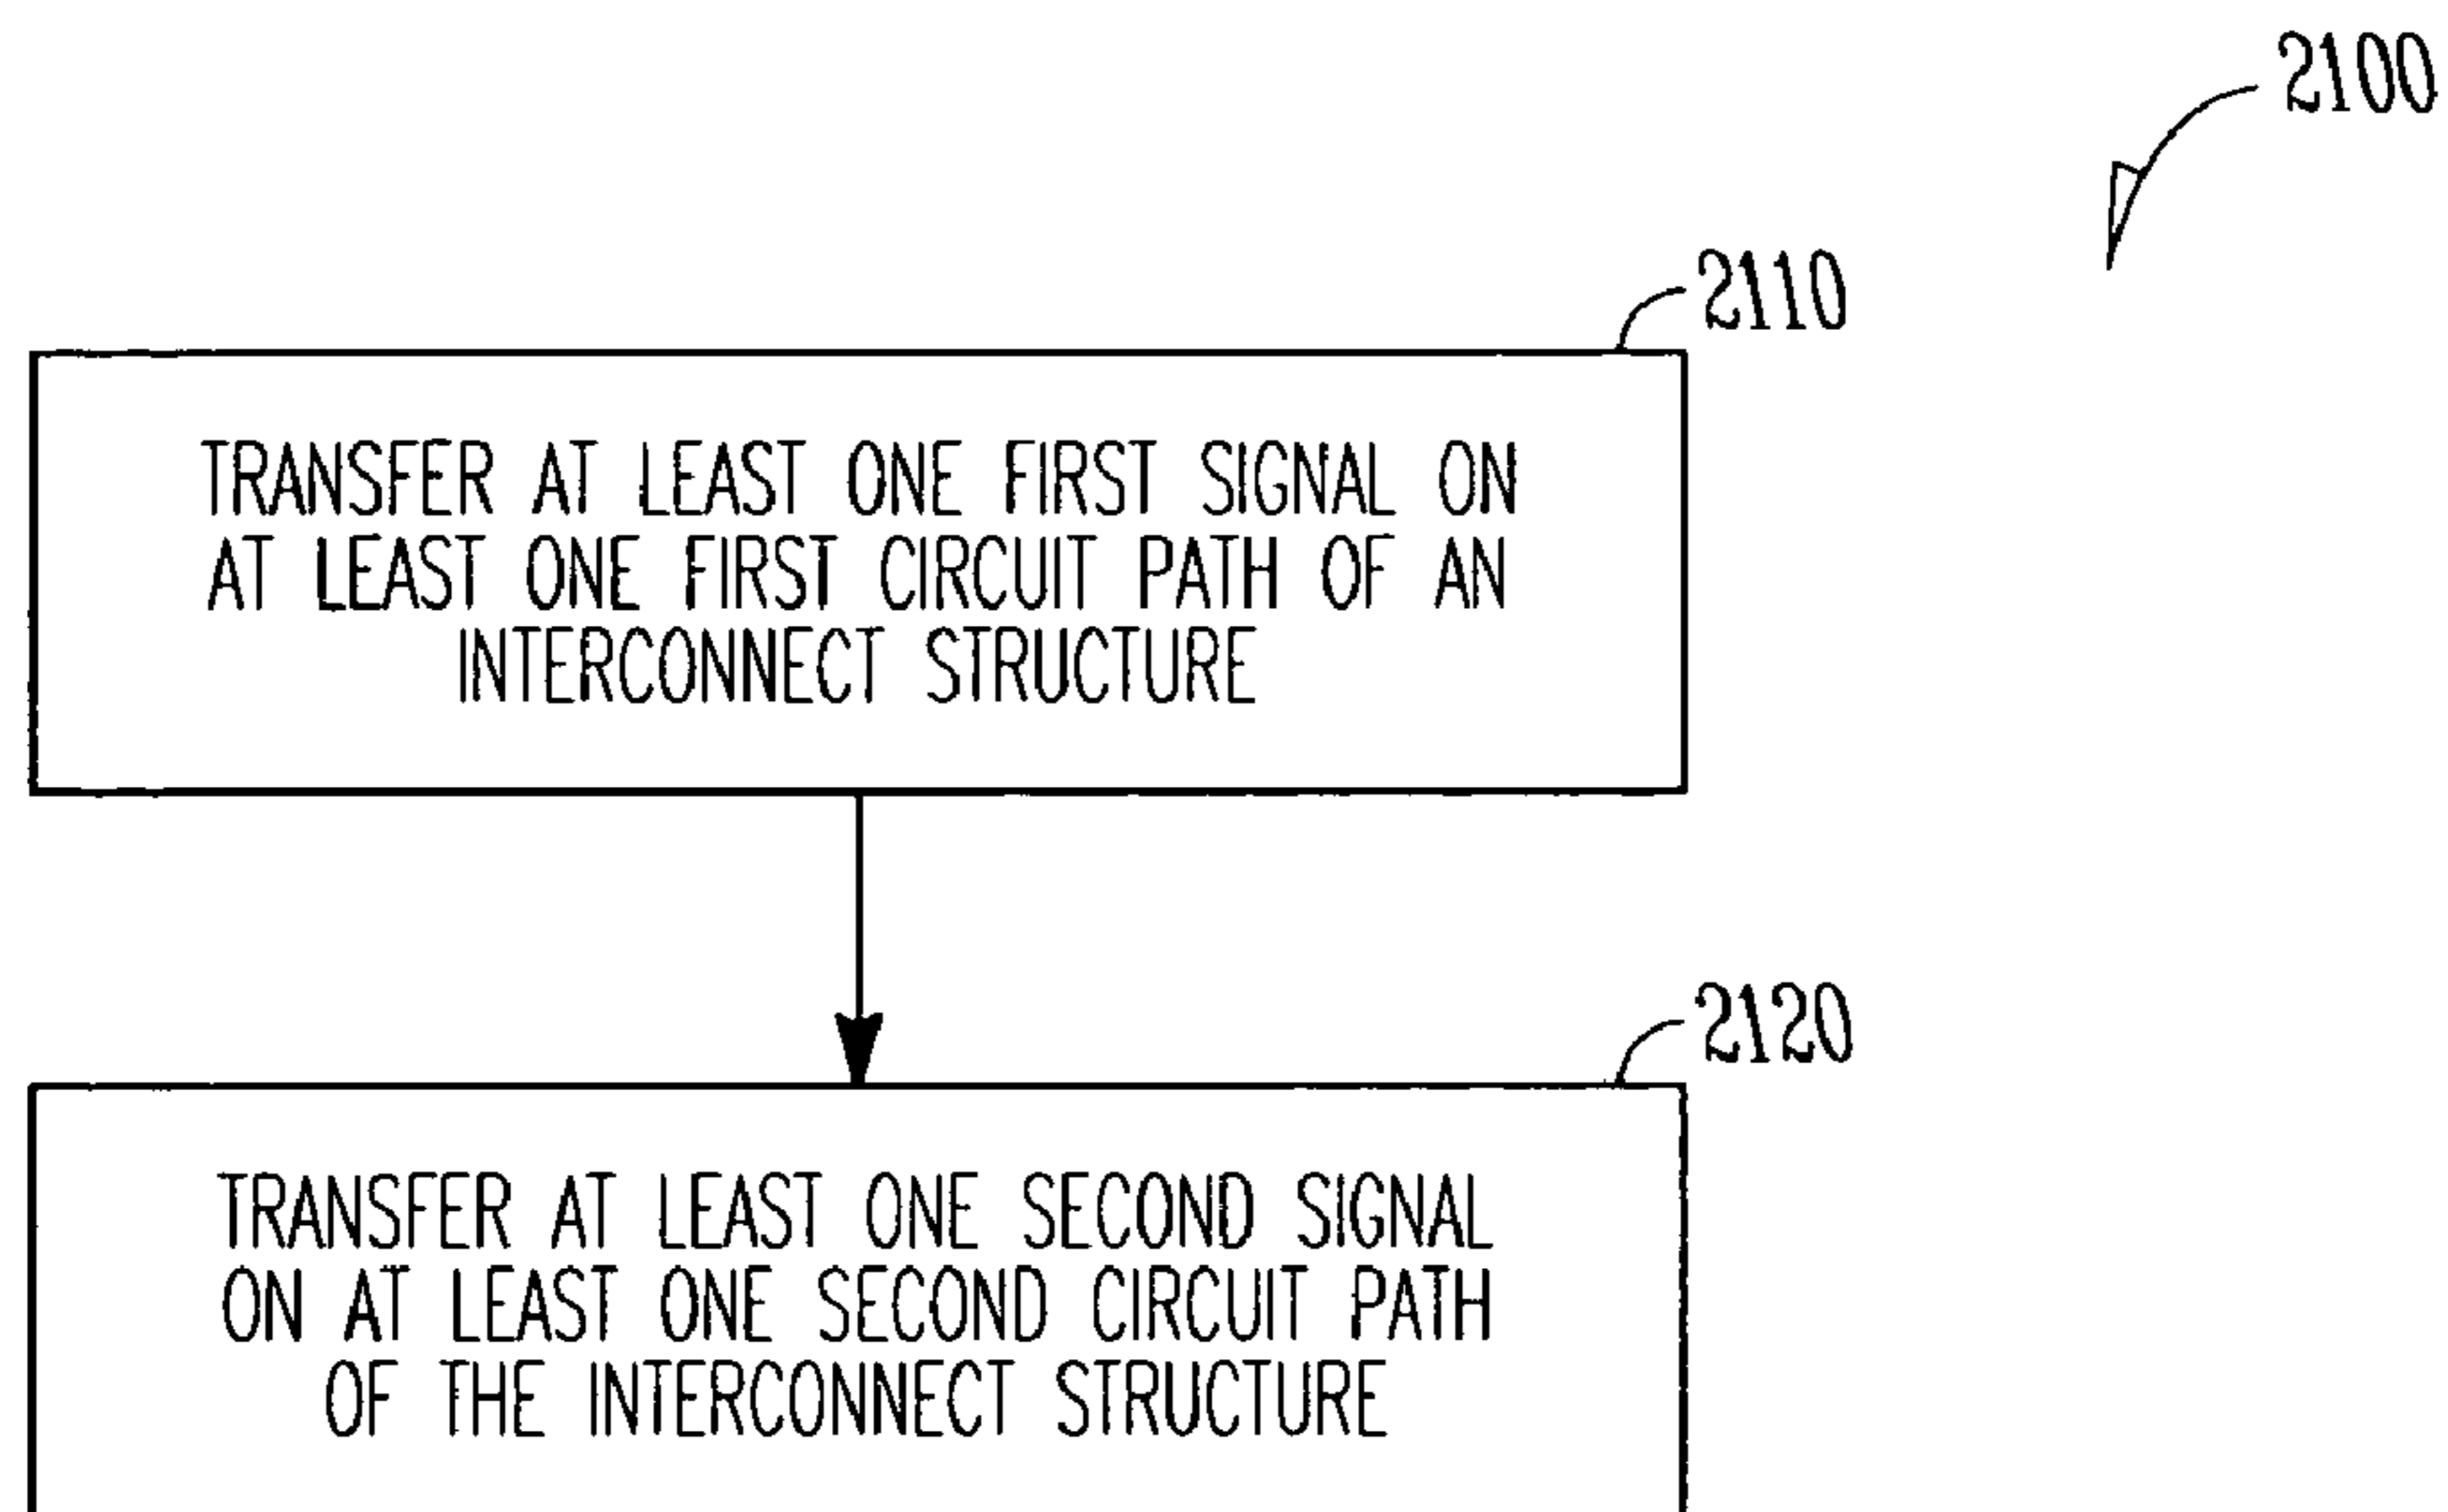 2100
2110
TRANSFER AT LEAST ONE FIRST SIGNAL ON
AT LEAST ONE FIRST CIRCUIT PATH OF AN
INTERCONNECT STRUCTURE
2120
TRANSFER AT LEAST ONE SECOND SIGNAL
ON AT LEAST ONE SECOND CIRCUIT PATH
OF THE INTERCONNECT STRUCTURE